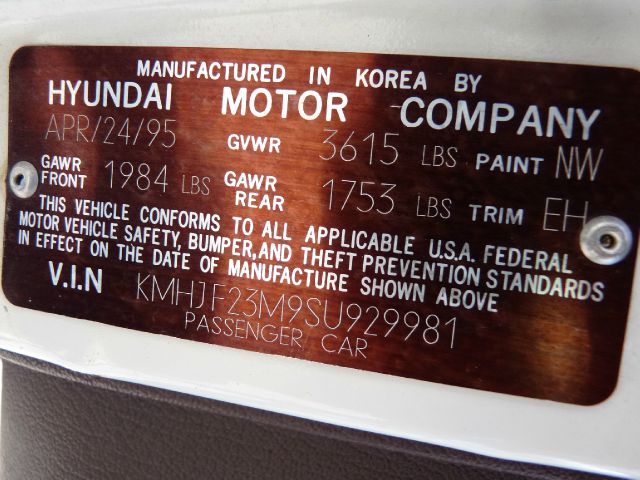 MANUFACTURED IN KOREA BY
HYUNDAI MOTOR COMPANY
APR/24/95 GVWR 3615 LBS PAINT NW
GAWR FRONT 1984 LBS GAWR REAR 1753 LBS TRIM EH
THIS VEHICLE CONFORMS TO ALL APPLICABLE U.S.A. FEDERAL
MOTOR VEHICLE SAFETY, BUMPER, AND THEFT PREVENTION STANDARDS
IN EFFECT ON THE DATE OF MANUFACTURE SHOWN ABOVE
V.I.N KMHJF23M9SU929981
PASSENGER CAR